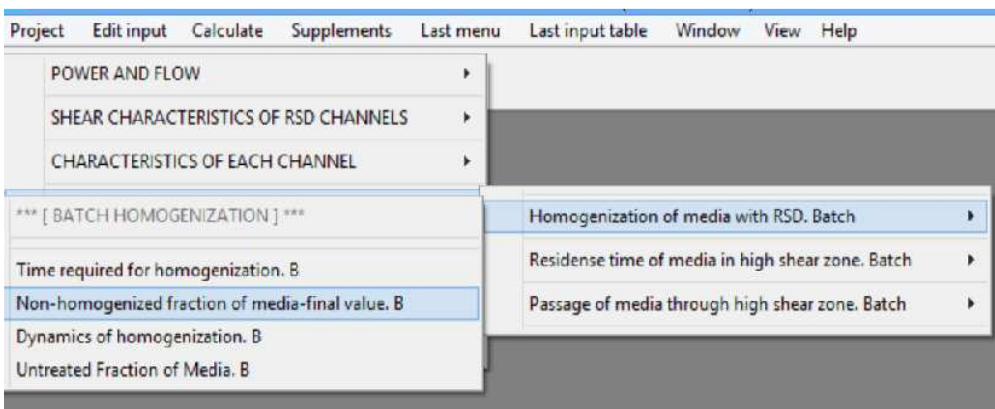 Project Edit input Calculate Supplements Last menu Last input table Window View Help
POWER AND FLOW
SHEAR CHARACTERISTICS OF RSD CHANNELS
CHARACTERISTICS OF EACH CHANNEL
*** [ BATCH HOMOGENIZATION ] ***
Time required for homogenization. B
Non-homogenized fraction of media-final value. B
Dynamics of homogenization. B
Untreated Fraction of Media. B
Homogenization of media with RSD. Batch
Residense time of media in high shear zone. Batch
Passage of media through high shear zone. Batch